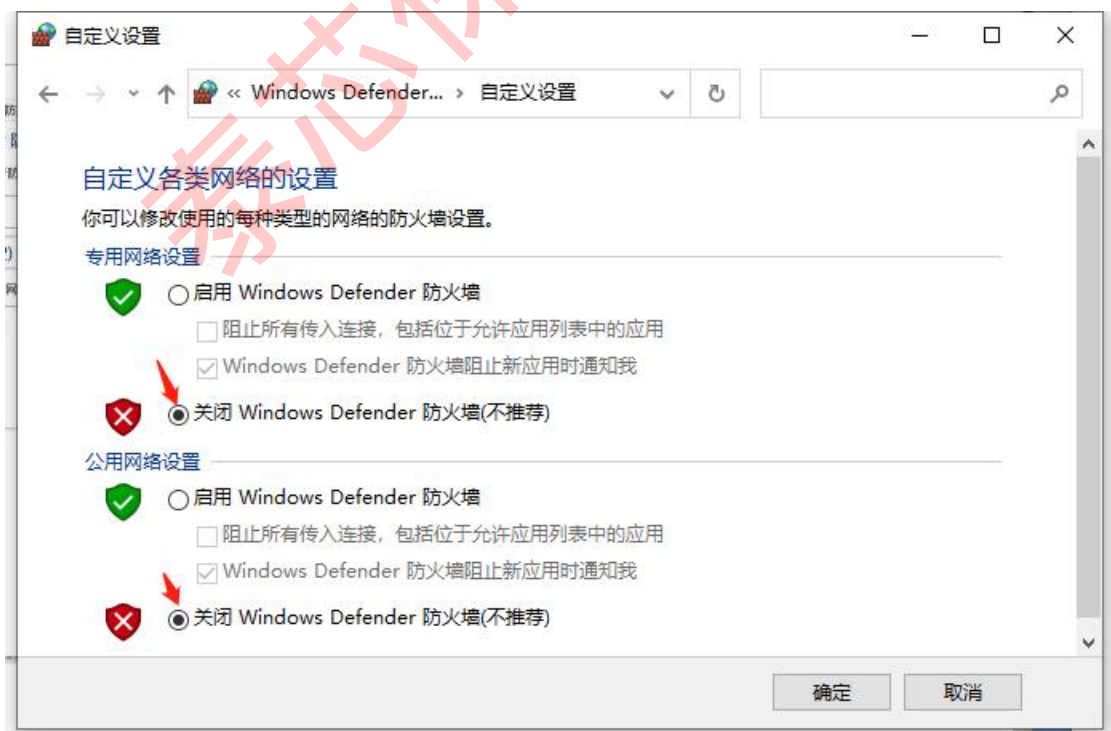 自定义设置
« Windows Defender... › 自定义设置
自定义各类网络的设置
你可以修改使用的每种类型的网络的防火墙设置。
专用网络设置
启用 Windows Defender 防火墙
阻止所有传入连接，包括位于允许应用列表中的应用
Windows Defender 防火墙阻止新应用时通知我
关闭 Windows Defender 防火墙(不推荐)
公用网络设置
启用 Windows Defender 防火墙
阻止所有传入连接，包括位于允许应用列表中的应用
Windows Defender 防火墙阻止新应用时通知我
关闭 Windows Defender 防火墙(不推荐)
确定
取消
泰芯